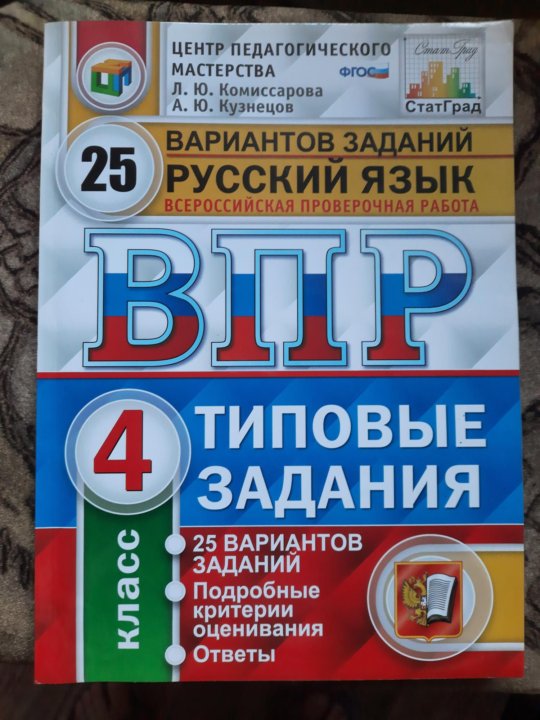 ЦЕНТР ПЕДАГОГИЧЕСКОГО
МАСТЕРСТВА
Л. Ю. Комиссарова
А. Ю. Кузнецов
ФГОС
СтатГрад
СтатГрад
25
ВАРИАНТОВ ЗАДАНИЙ
РУССКИЙ ЯЗЫК
ВСЕРОССИЙСКАЯ ПРОВЕРОЧНАЯ РАБОТА
ВПР
4
класс
ТИПОВЫЕ
ЗАДАНИЯ
25 ВАРИАНТОВ
ЗАДАНИЙ
Подробные
критерии
оценивания
Ответы